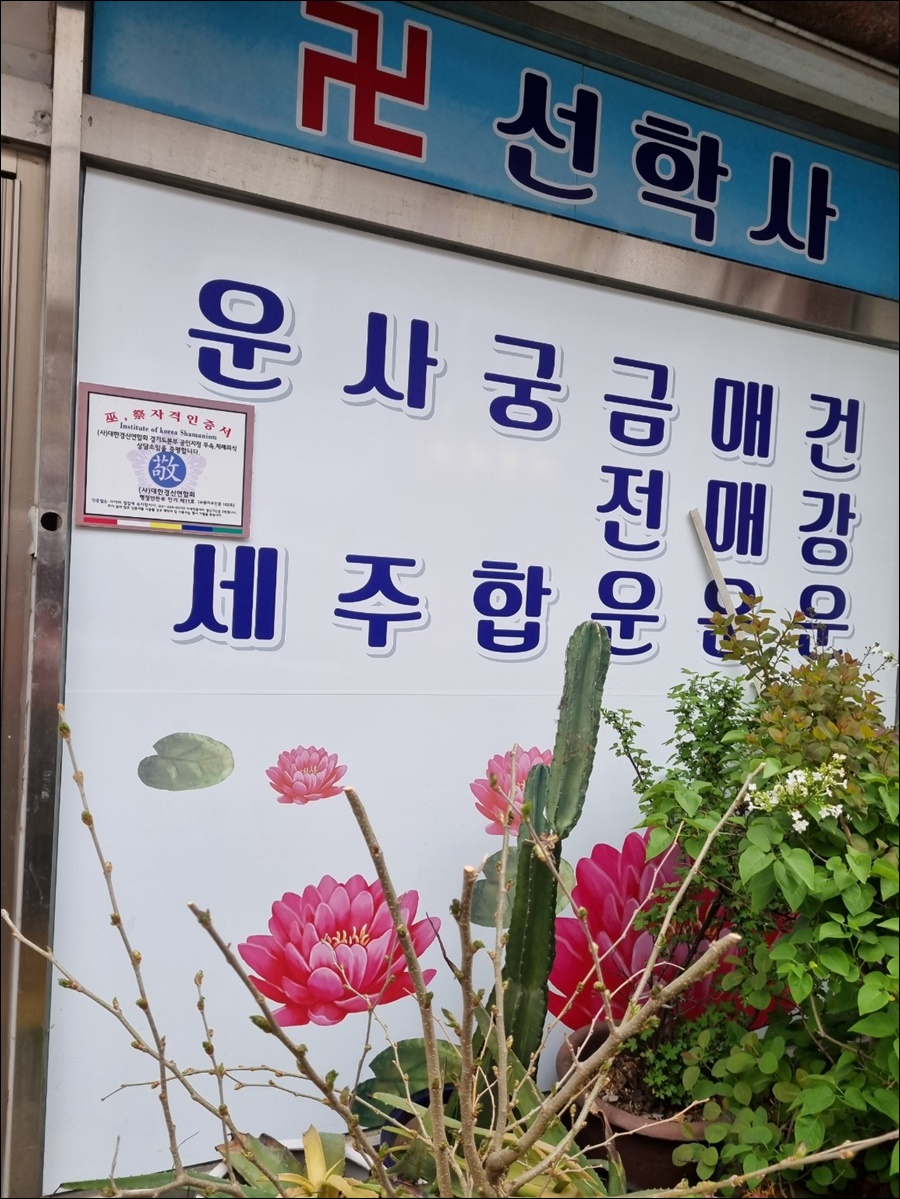 卍 선학사
운 사 궁 금 매 건
전 매 강
세 주 합 운 운 운
巫, 祭 자격인증서
Institute of korea Shamanism
(사)대한경신연합회 경기도본부 공인지정 무속,제례의식
상담소임을 증명합니다.
敬
(사)대한경신연합회